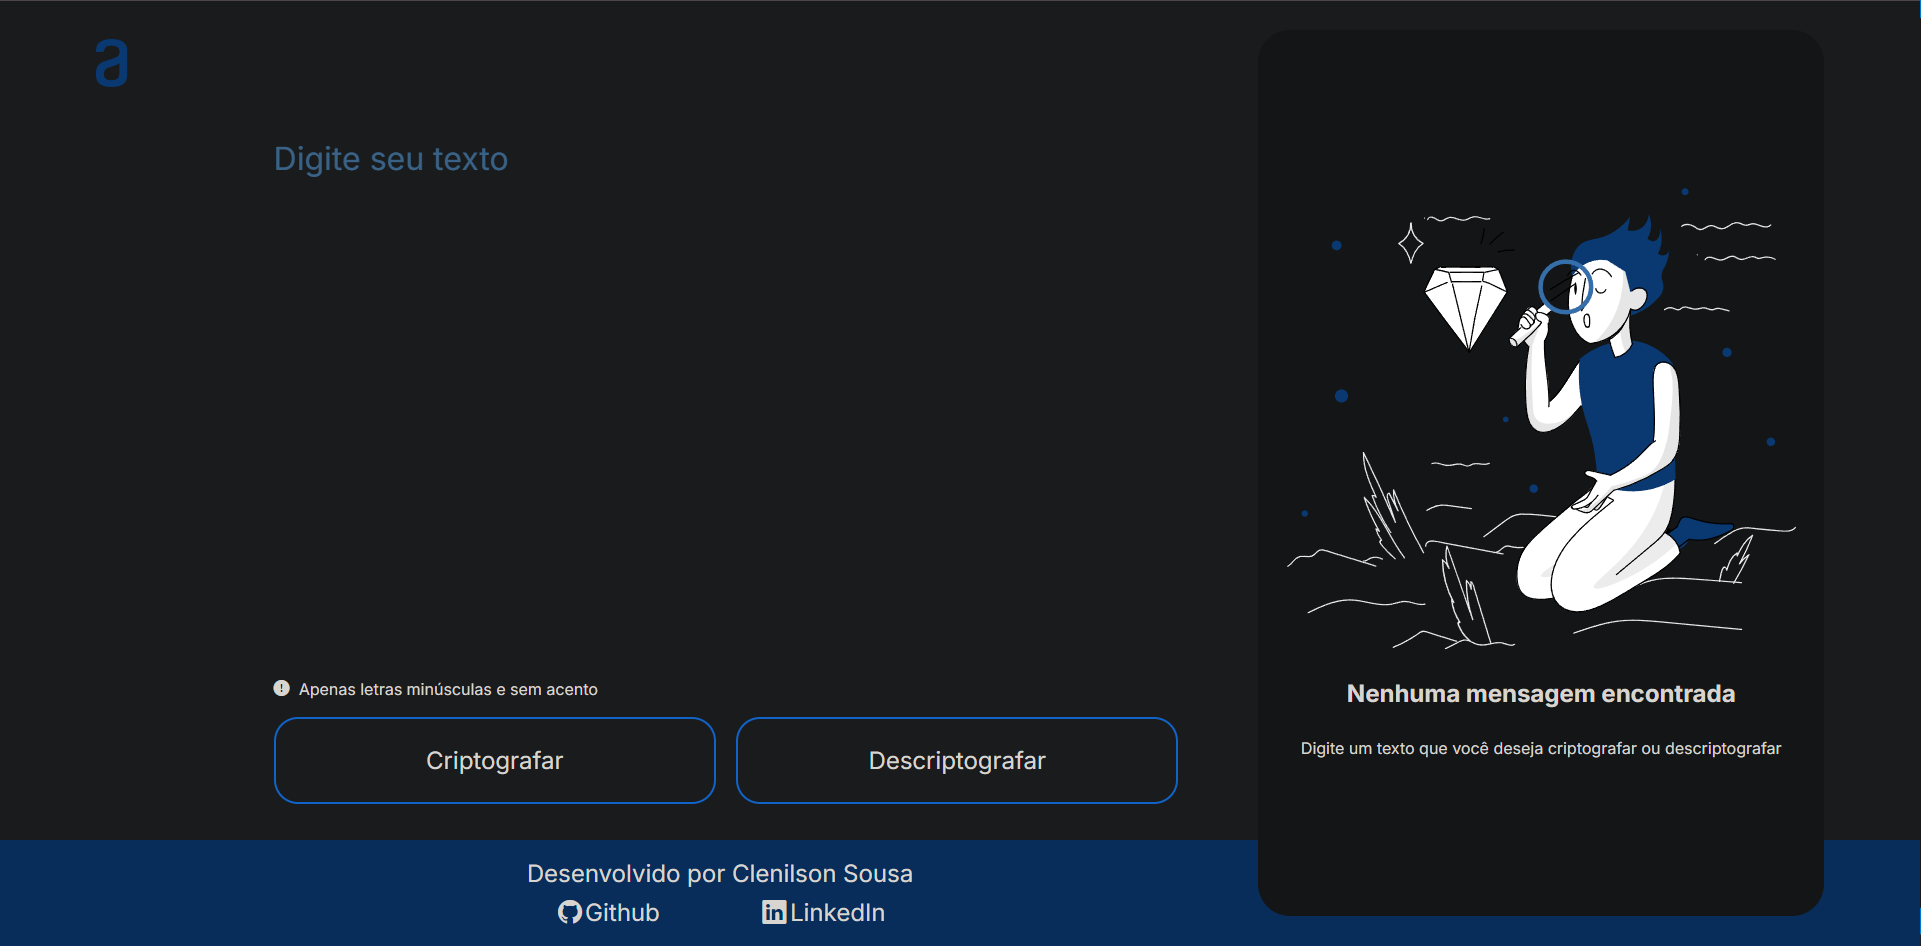 a
Digite seu texto
Apenas letras minúsculas e sem acento
Criptografar
Descriptografar
Nenhuma mensagem encontrada
Digite um texto que você deseja criptografar ou descriptografar
Desenvolvido por Clenilson Sousa
Github
LinkedIn